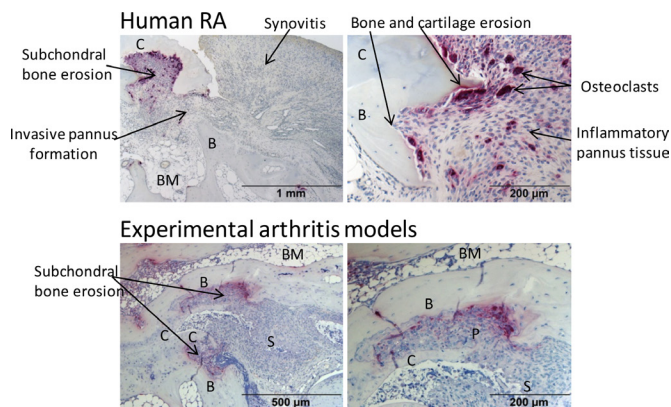 Human RA
Subchondral
bone erosion
C
Synovitis
Invasive pannus
formation
B
BM
1 mm
Bone and cartilage erosion
C
B
Osteoclasts
Inflammatory
pannus tissue
200 µm
Experimental arthritis models
Subchondral
bone erosion
BM
B
C
C
S
B
500 µm
BM
B
P
C
S
200 µm